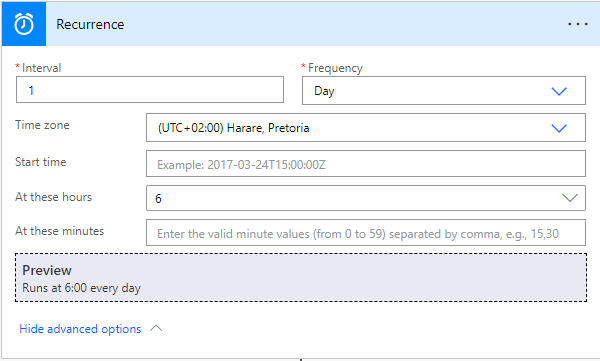 Recurrence
* Interval
* Frequency
1
Day
Time zone
(UTC+02:00) Harare, Pretoria
Start time
Example: 2017-03-24T15:00:00Z
At these hours
6
At these minutes
Enter the valid minute values (from 0 to 59) separated by comma, e.g., 15,30
Preview
Runs at 6:00 every day
Hide advanced options